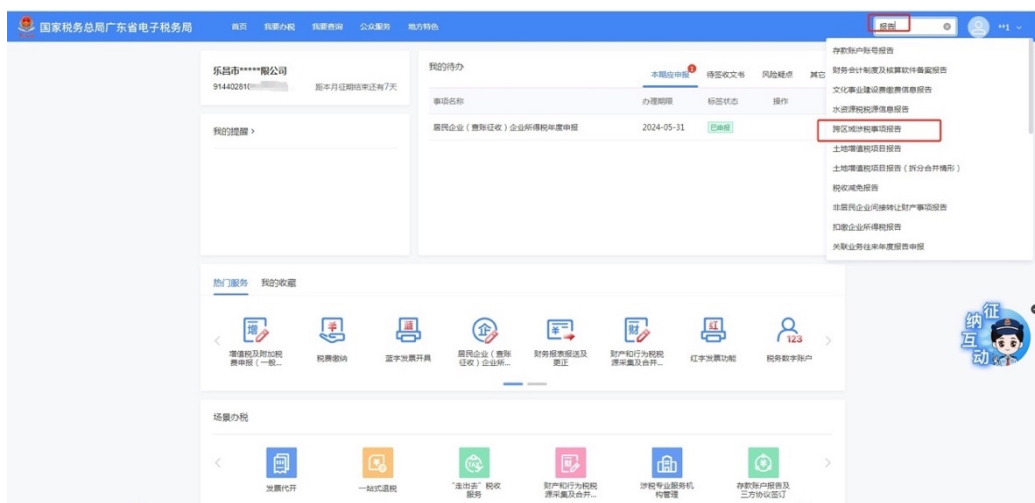 国家税务总局广东省电子税务局
首页 我要办税 我要查询 公众服务 地方特色
报告
**1
存款账户账号报告
财务会计制度及核算软件备案报告
文化事业建设费缴费信息报告
水资源税税源信息报告
跨区域涉税事项报告
土地增值税项目报告
土地增值税项目报告（拆分合并情形）
税收减免报告
非居民企业间接转让财产事项报告
扣缴企业所得税报告
关联业务往来年度报告申报
乐昌市*****限公司
914402810
距本月征期结束还有7天
我的提醒 >
我的待办
本期应申报 1 待签收文书 风险疑点 其它
事项名称 办理期限 标签状态 操作
居民企业（查账征收）企业所得税年度申报 2024-05-31 已申报
热门服务 我的收藏
增值税及附加税
费申报（一般...
税费缴纳
蓝字发票开具
居民企业（查账
征收）企业所...
财务报表报送及
更正
财产和行为税税
源采集及合并...
红字发票功能
税务数字账户
征纳互动
场景办税
发票代开
一站式退税
“走出去”税收
服务
财产和行为税税
源采集及合并...
涉税专业服务机
构管理
存款账户报告及
三方协议签订